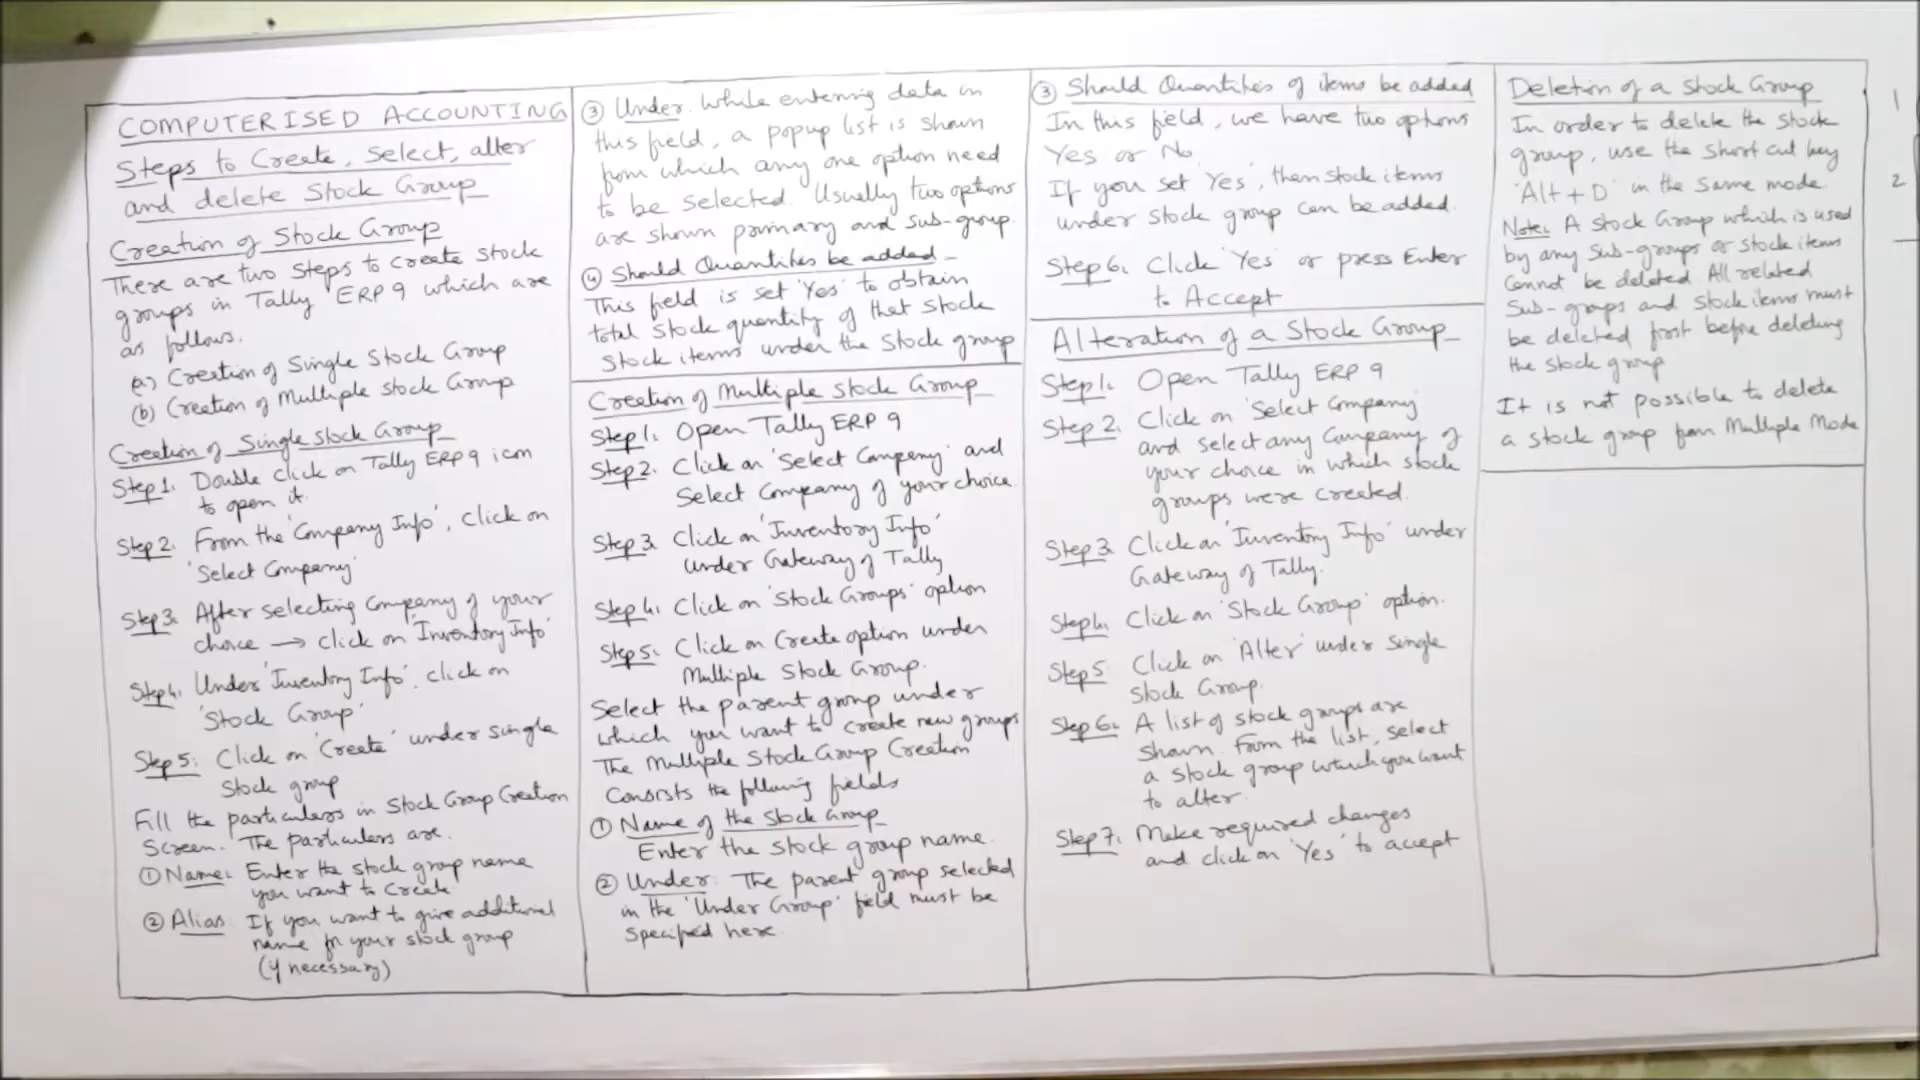 COMPUTERISED ACCOUNTING
Steps to Create, Select, alter
and delete Stock Group
Creation of Stock Group
There are two steps to create stock
groups in Tally ERP 9 which are
as follows.
(a) Creation of Single Stock Group
(b) Creation of Multiple Stock Group
Creation of Single Stock Group
Step 1. Double click on Tally ERP 9 icon
to open it.
Step 2. From the 'Company Info', click on
'Select Company'
Step 3. After selecting Company of your
choice → click on 'Inventory Info'
Step 4. Under 'Inventory Info', click on
'Stock Group'
Step 5: Click on 'Create' under single
Stock group
Fill the particulars in Stock Group Creation
Screen. The particulars are.
① Name: Enter the stock group name
you want to create
② Alias: If you want to give additional
name for your stock group
(if necessary)
③ Under. While entering data in
this field, a popup list is shown
from which any one option need
to be selected. Usually two options
are shown primary and sub-group.
④ Should Quantities be added
This field is set 'Yes' to obtain
total stock quantity of that stock
stock items under the stock group
Creation of Multiple Stock Group
Step 1. Open Tally ERP 9
Step 2. Click on 'Select Company' and
Select Company of your choice.
Step 3. Click on 'Inventory Info'
under Gateway of Tally
Step 4. Click on 'Stock Groups' option
Step 5: Click on Create option under
Multiple Stock Group.
Select the parent group under
which you want to create new groups
The Multiple Stock Group Creation
Consists the following fields
① Name of the Stock Group
Enter the stock group name.
② Under: The parent group selected
in the 'Under Group' field must be
specified here.
③ Should Quantities of items be added
In this field, we have two options
Yes or No.
If you set 'Yes', then stock items
under stock group can be added.
Step 6. Click 'Yes' or press Enter
to Accept
Alteration of a Stock Group
Step 1. Open Tally ERP 9
Step 2. Click on 'Select Company'
and select any Company of
your choice in which stock
groups were created.
Step 3. Click on 'Inventory Info' under
Gateway of Tally.
Step 4. Click on 'Stock Group' option.
Step 5 Click on 'Alter' under Single
Stock Group.
Step 6. A list of stock groups are
shown. From the list, select
a stock group which you want
to alter.
Step 7. Make required changes
and click on 'Yes' to accept
Deletion of a Stock Group
In order to delete the stock
group, use the short cut key
'Alt + D' in the same mode.
Note: A Stock Group which is used
by any Sub-groups or stock items
Cannot be deleted. All related
Sub-groups and stock items must
be deleted first before deleting
the stock group
It is not possible to delete
a stock group from Multiple Mode
1
2